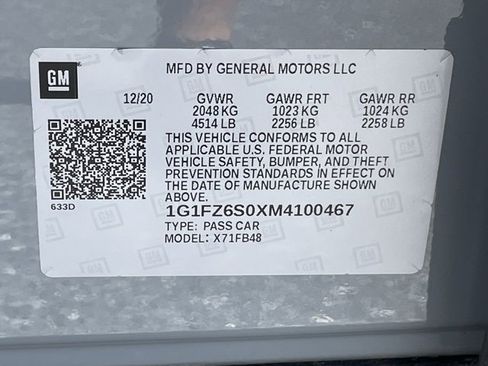 GM
MFD BY GENERAL MOTORS LLC
12/20 GVWR GAWR FRT GAWR RR
2048 KG 1023 KG 1024 KG
4514 LB 2256 LB 2258 LB
THIS VEHICLE CONFORMS TO ALL
APPLICABLE U.S. FEDERAL MOTOR
VEHICLE SAFETY, BUMPER, AND THEFT
PREVENTION STANDARDS IN EFFECT ON
THE DATE OF MANUFACTURE SHOWN
ABOVE.
633D
1G1FZ6S0XM4100467
TYPE: PASS CAR
MODEL: X71FB48